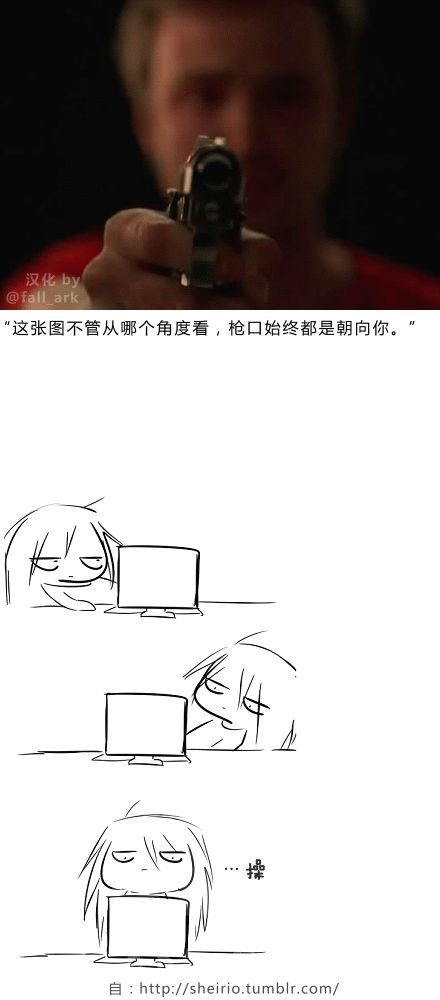 汉化 by
@fall_ark
“这张图不管从哪个角度看，枪口始终都是朝向你。”
… 操
自：http://sheirio.tumblr.com/